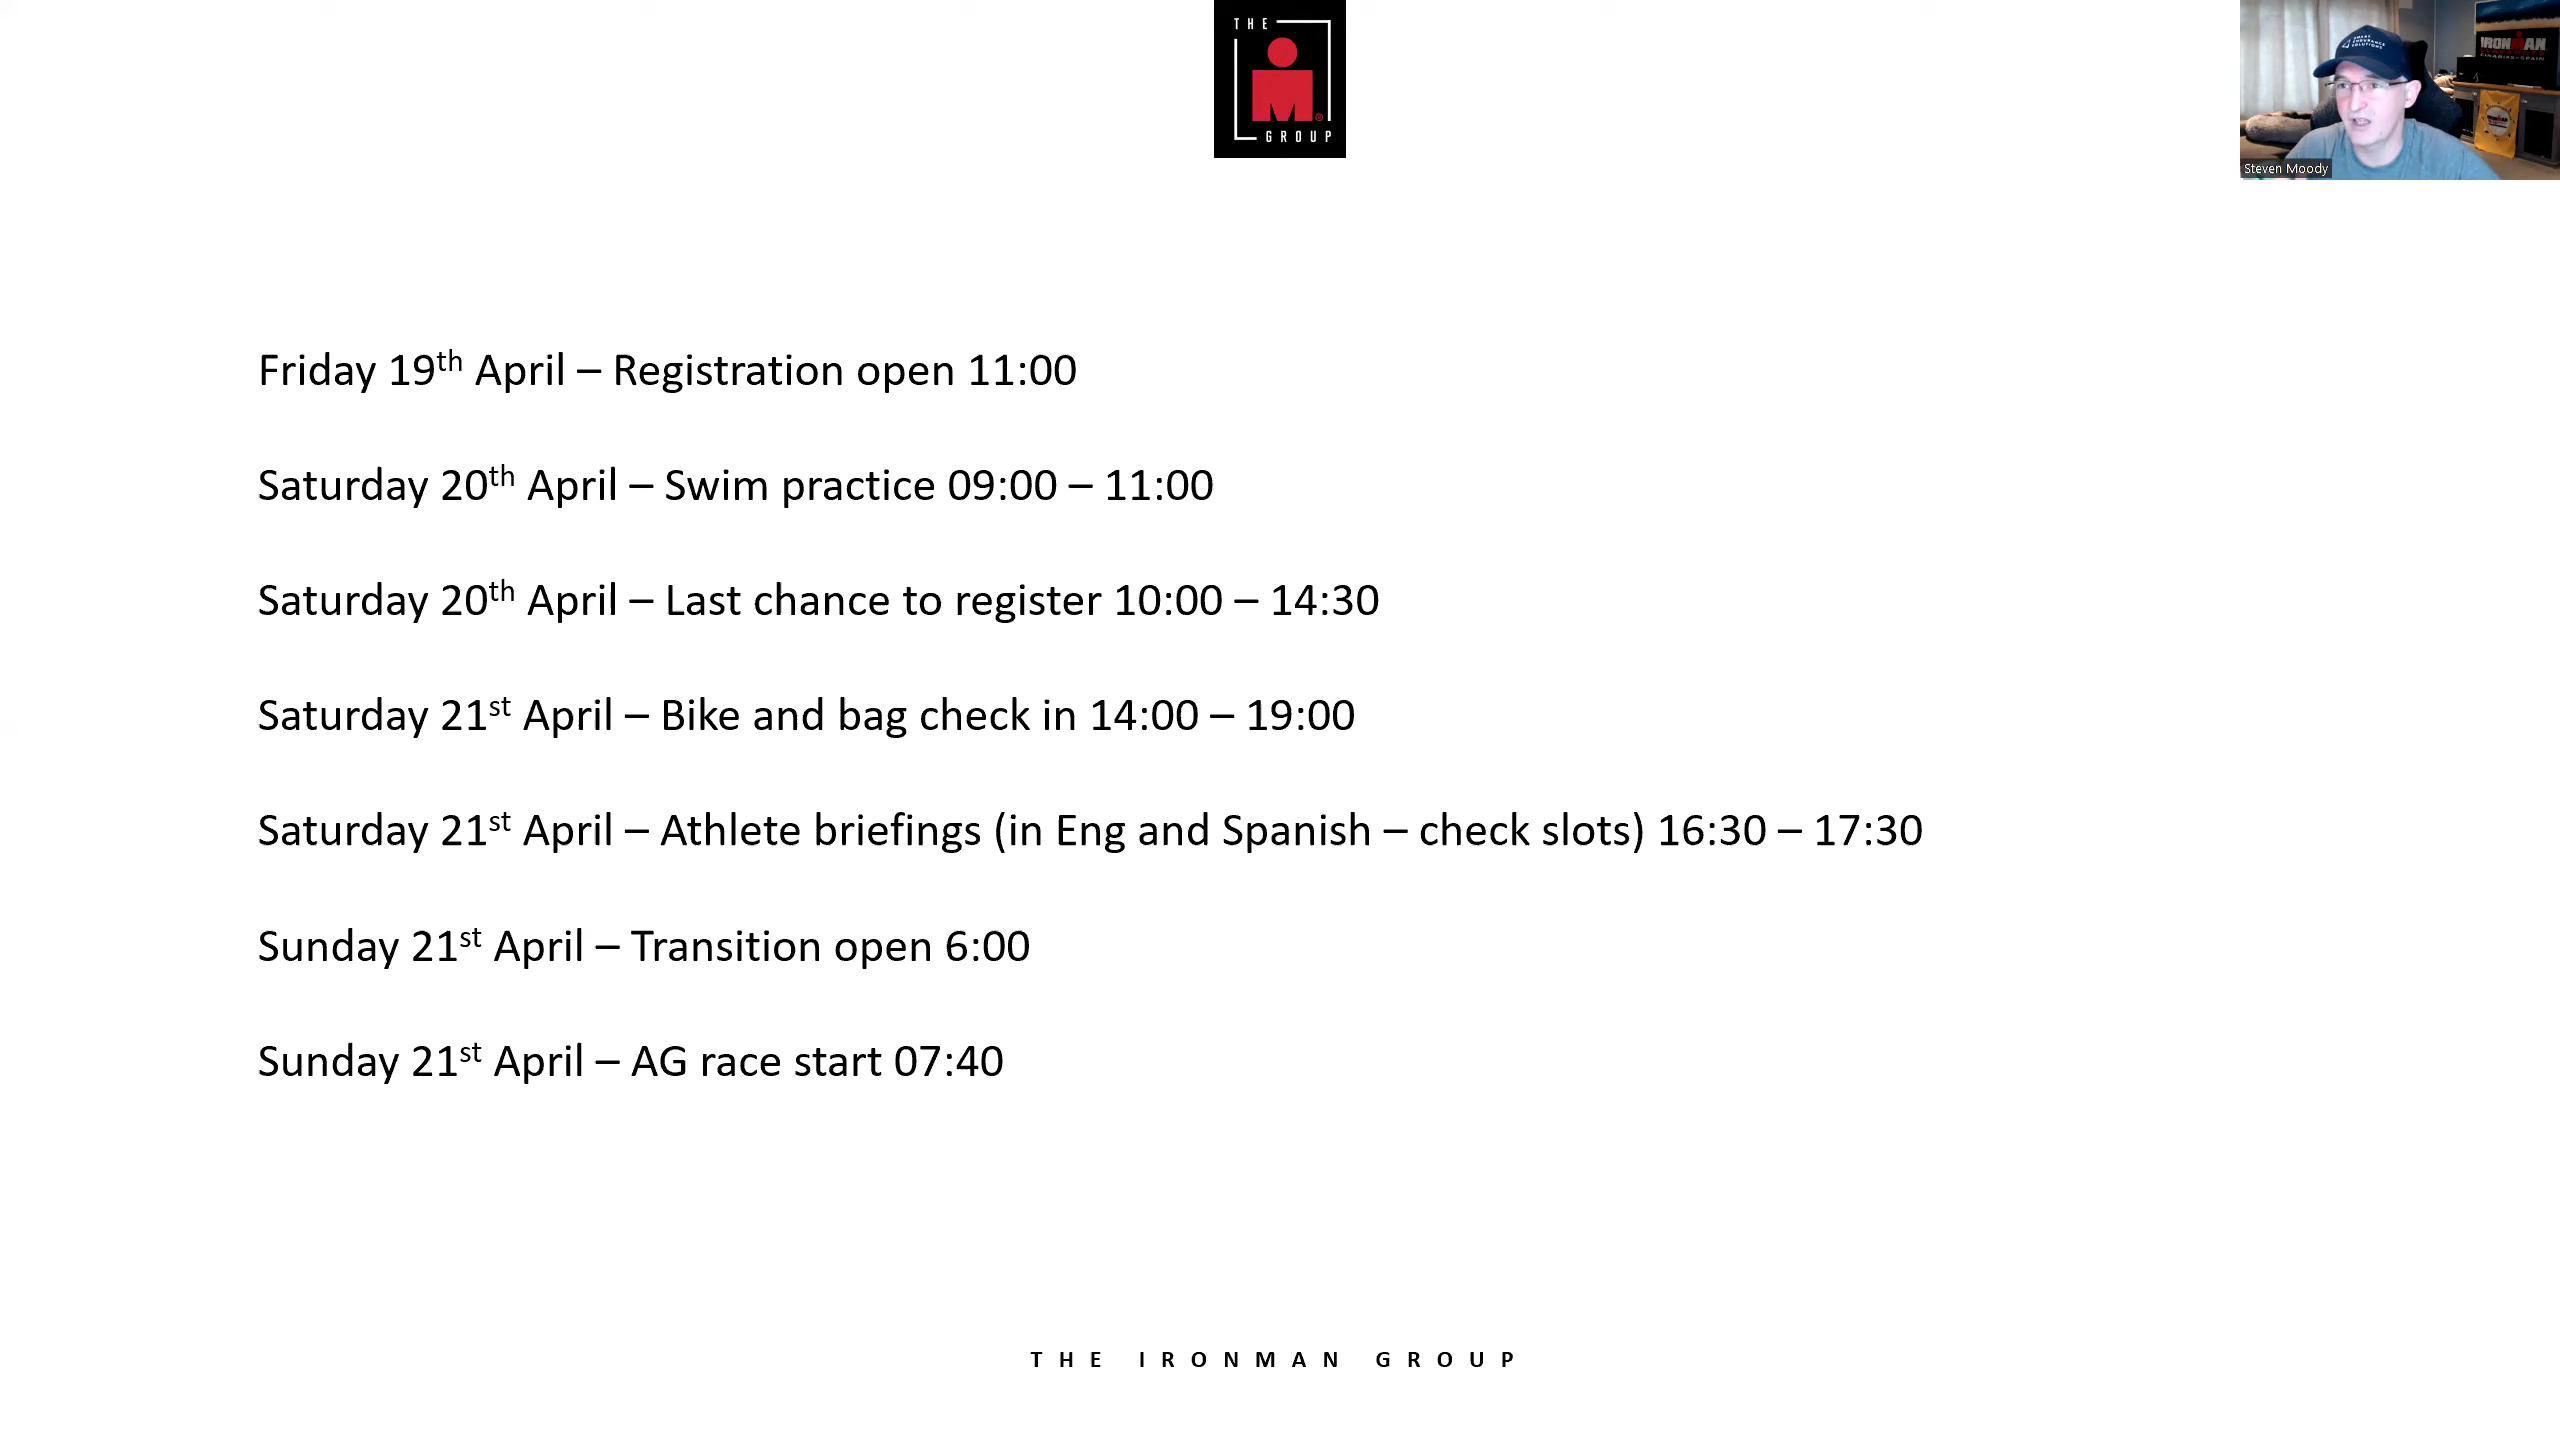 THE
IM®
GROUP
IRONMAN
Steven Moody
Friday 19th April – Registration open 11:00
Saturday 20th April – Swim practice 09:00 – 11:00
Saturday 20th April – Last chance to register 10:00 – 14:30
Saturday 21st April – Bike and bag check in 14:00 – 19:00
Saturday 21st April – Athlete briefings (in Eng and Spanish – check slots) 16:30 – 17:30
Sunday 21st April – Transition open 6:00
Sunday 21st April – AG race start 07:40
THE IRONMAN GROUP